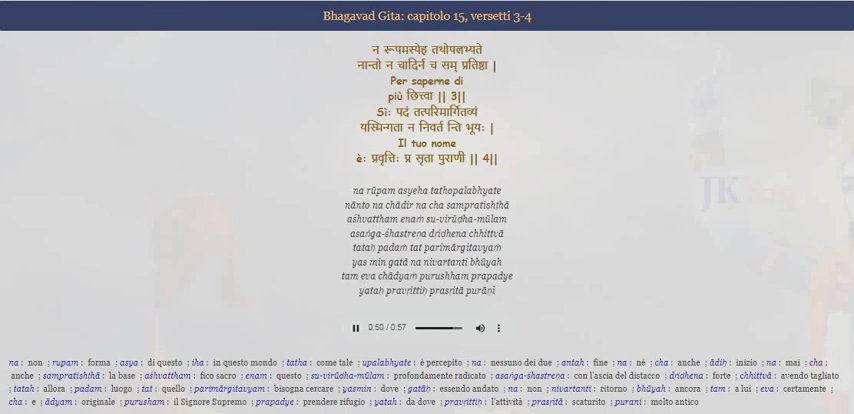 Bhagavad Gita: capitolo 15, versetti 3-4
न रूपमस्येह तथोपलभ्यते
नान्तो न चादिर्न च सम् प्रतिष्ठा |
Per saperne di
più छित्त्वा || 3||
Sì: पदं तत्परिमार्गितव्यं
यस्मिन्गता न निवर्त न्ति भूयः |
Il tuo nome
è: प्रवृत्तिः प्र सृता पुराणी || 4||
na rūpam asyeha tathopalabhyate
nānto na chādir na cha sampratiṣhṭhā
aśhvattham enaṁ su-virūḍha-mūlam
asaṅga-śhastreṇa dṛiḍhena chhittvā
tataḥ padaṁ tat parimārgitavyaṁ
yas min gatā na nivartanti bhūyaḥ
tam eva chādyaṁ puruṣham prapadye
yataḥ pravṛittiḥ prasṛitā purāṇī
0:50 / 0:57
JK
na : non ; rupam : forma ; asya : di questo ; iha : in questo mondo ; tatha : come tale ; upalabhyate : è percepito ; na : nessuno dei due ; antah : fine ; na : né ; cha : anche ; ādiḥ : inizio ; na : mai ; cha :
anche ; sampratiṣhṭhā : la base ; aśhvattham : fico sacro ; enam : questo ; su-virūḍha-mūlam : profondamente radicato ; asaṅga-śhastreṇa : con l'ascia del distacco ; dṛiḍhena : forte ; chhittvā : avendo tagliato
; tatah : allora ; padam : luogo ; tat : quello ; parimārgitavyam : bisogna cercare ; yasmin : dove ; gatāḥ : essendo andato ; na : non ; nivartanti : ritorno ; bhūyaḥ : ancora ; tam : a lui ; eva : certamente ;
cha : e ; ādyam : originale ; purusham : il Signore Supremo ; prapadye : prendere rifugio ; yatah : da dove ; pravṛittiḥ : l'attività ; prasṛitā : scaturito ; purani : molto antico